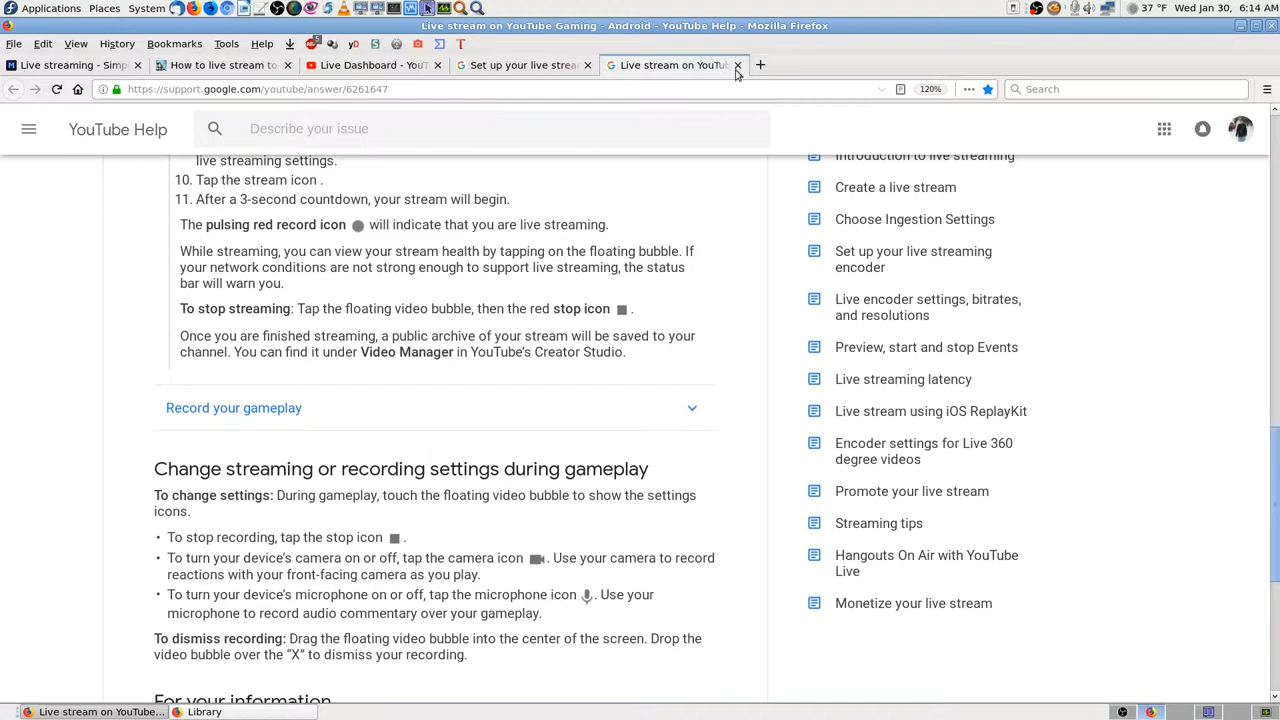 Applications Places System 37 °F Wed Jan 30, 6:14 AM
Live stream on YouTube Gaming - Android - YouTube Help - Mozilla Firefox
File Edit View History Bookmarks Tools Help
Live streaming - Simpl How to live stream to Live Dashboard - YouT Set up your live strea Live stream on YouTub
https://support.google.com/youtube/answer/6261647 120% Search
YouTube Help Describe your issue
live streaming settings.
10. Tap the stream icon .
11. After a 3-second countdown, your stream will begin.
The pulsing red record icon will indicate that you are live streaming.
While streaming, you can view your stream health by tapping on the floating bubble. If
your network conditions are not strong enough to support live streaming, the status
bar will warn you.
To stop streaming: Tap the floating video bubble, then the red stop icon .
Once you are finished streaming, a public archive of your stream will be saved to your
channel. You can find it under Video Manager in YouTube's Creator Studio.
Record your gameplay
Change streaming or recording settings during gameplay
To change settings: During gameplay, touch the floating video bubble to show the settings
icons.
• To stop recording, tap the stop icon .
• To turn your device's camera on or off, tap the camera icon . Use your camera to record
reactions with your front-facing camera as you play.
• To turn your device's microphone on or off, tap the microphone icon . Use your
microphone to record audio commentary over your gameplay.
To dismiss recording: Drag the floating video bubble into the center of the screen. Drop the
video bubble over the “X” to dismiss your recording.
For your information
Introduction to live streaming
Create a live stream
Choose Ingestion Settings
Set up your live streaming
encoder
Live encoder settings, bitrates,
and resolutions
Preview, start and stop Events
Live streaming latency
Live stream using iOS ReplayKit
Encoder settings for Live 360
degree videos
Promote your live stream
Streaming tips
Hangouts On Air with YouTube
Live
Monetize your live stream
Live stream on YouTube... Library